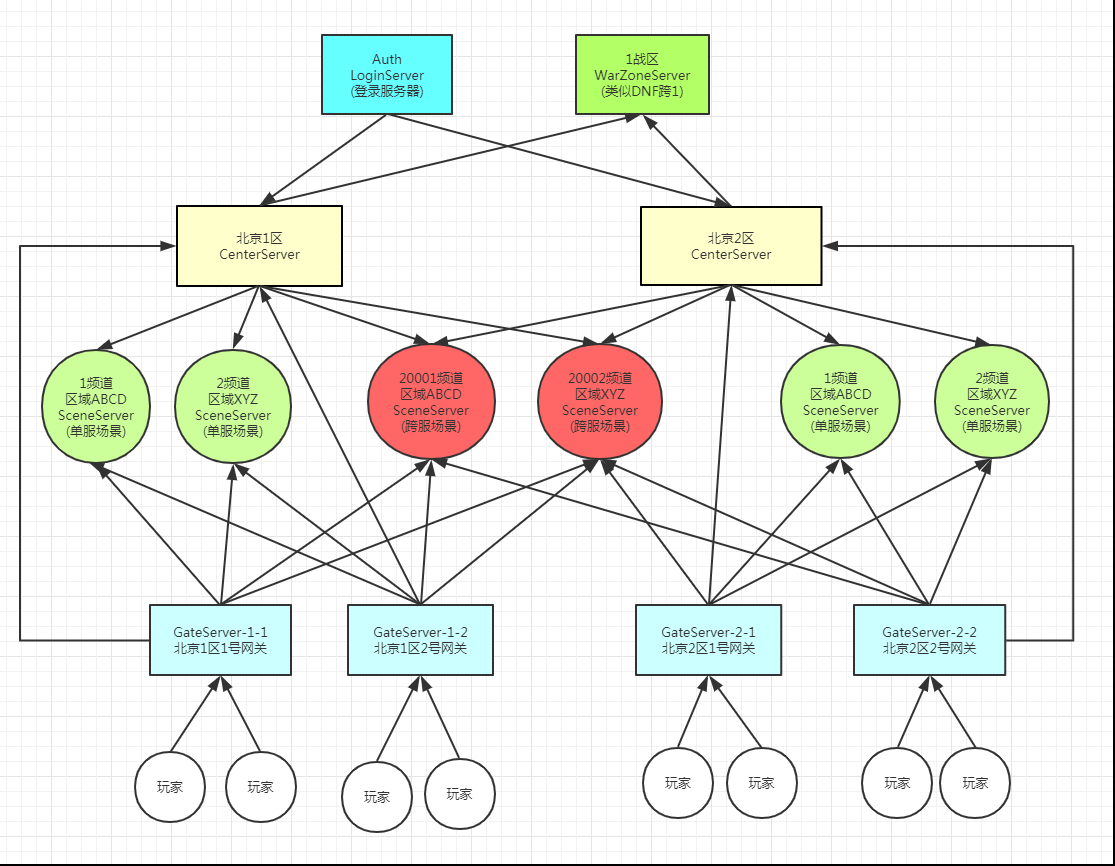 Auth
LoginServer
(登录服务器)
1战区
WarZoneServer
(类似DNF跨1)
北京1区
CenterServer
北京2区
CenterServer
1频道
区域ABCD
SceneServer
(单服场景)
2频道
区域XYZ
SceneServer
(单服场景)
20001频道
区域ABCD
SceneServer
(跨服场景)
20002频道
区域XYZ
SceneServer
(跨服场景)
1频道
区域ABCD
SceneServer
(单服场景)
2频道
区域XYZ
SceneServer
(单服场景)
GateServer-1-1
北京1区1号网关
GateServer-1-2
北京1区2号网关
GateServer-2-1
北京2区1号网关
GateServer-2-2
北京2区2号网关
玩家
玩家
玩家
玩家
玩家
玩家
玩家
玩家